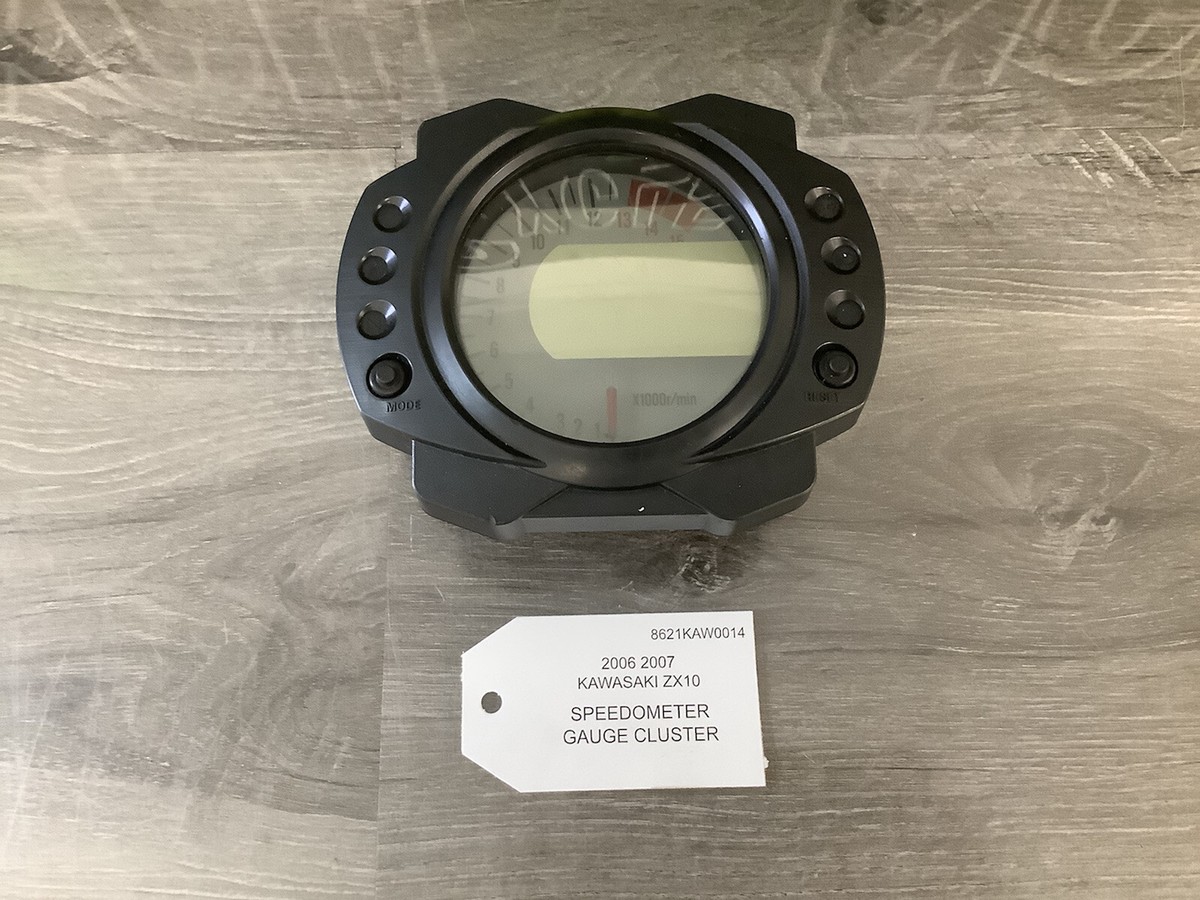 12
13
11
14
10
15
9
8
7
6
5
4
3
2
1
X1000r/min
MODE
RESET
8621KAW0014
2006 2007
KAWASAKI ZX10
SPEEDOMETER
GAUGE CLUSTER